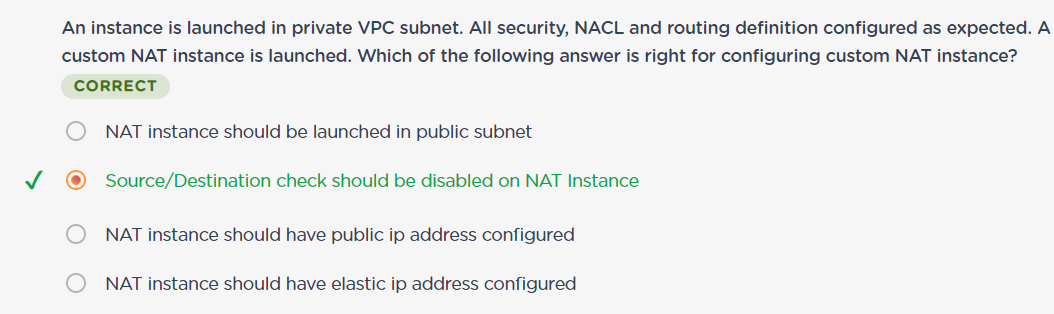 An instance is launched in private VPC subnet. All security, NACL and routing definition configured as expected. A
custom NAT instance is launched. Which of the following answer is right for configuring custom NAT instance?
CORRECT
NAT instance should be launched in public subnet
Source/Destination check should be disabled on NAT Instance
NAT instance should have public ip address configured
NAT instance should have elastic ip address configured